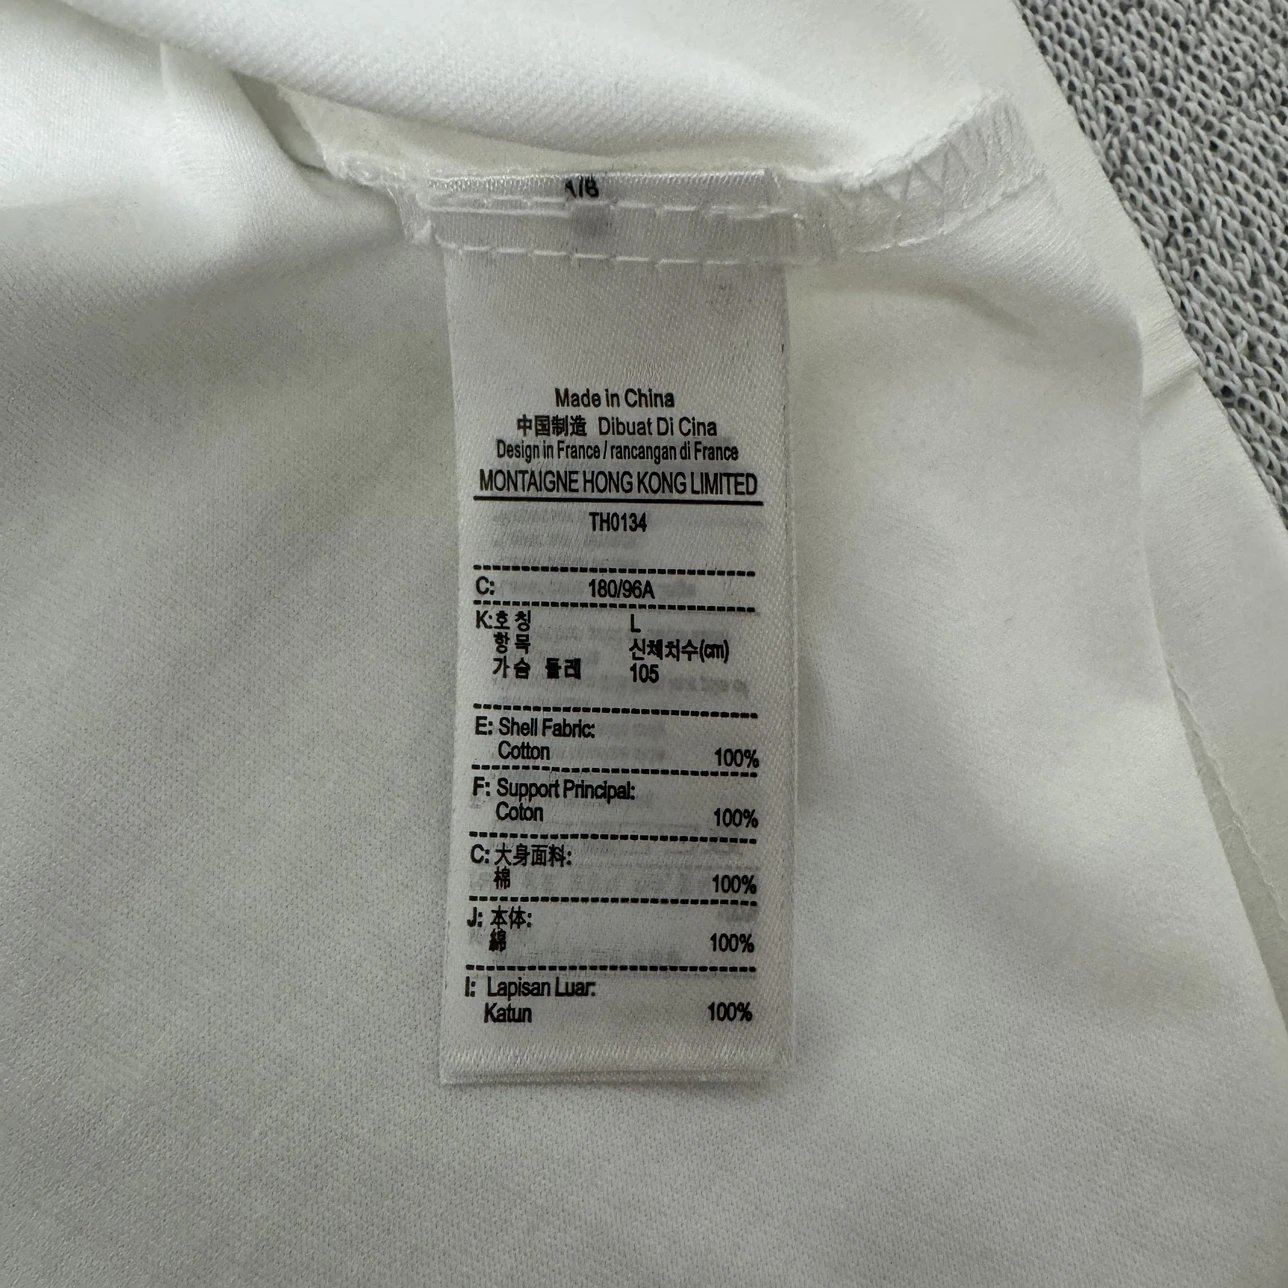 A/B
Made in China
中国制造 Dibuat Di Cina
Design in France / rancangan di France
MONTAIGNE HONG KONG LIMITED
TH0134
C: 180/96A
K:호칭 L
항목 신체치수(cm)
가슴 둘레 105
E: Shell Fabric:
Cotton 100%
F: Support Principal:
Coton 100%
C: 大身面料:
棉 100%
J: 本体:
綿 100%
I: Lapisan Luar:
Katun 100%